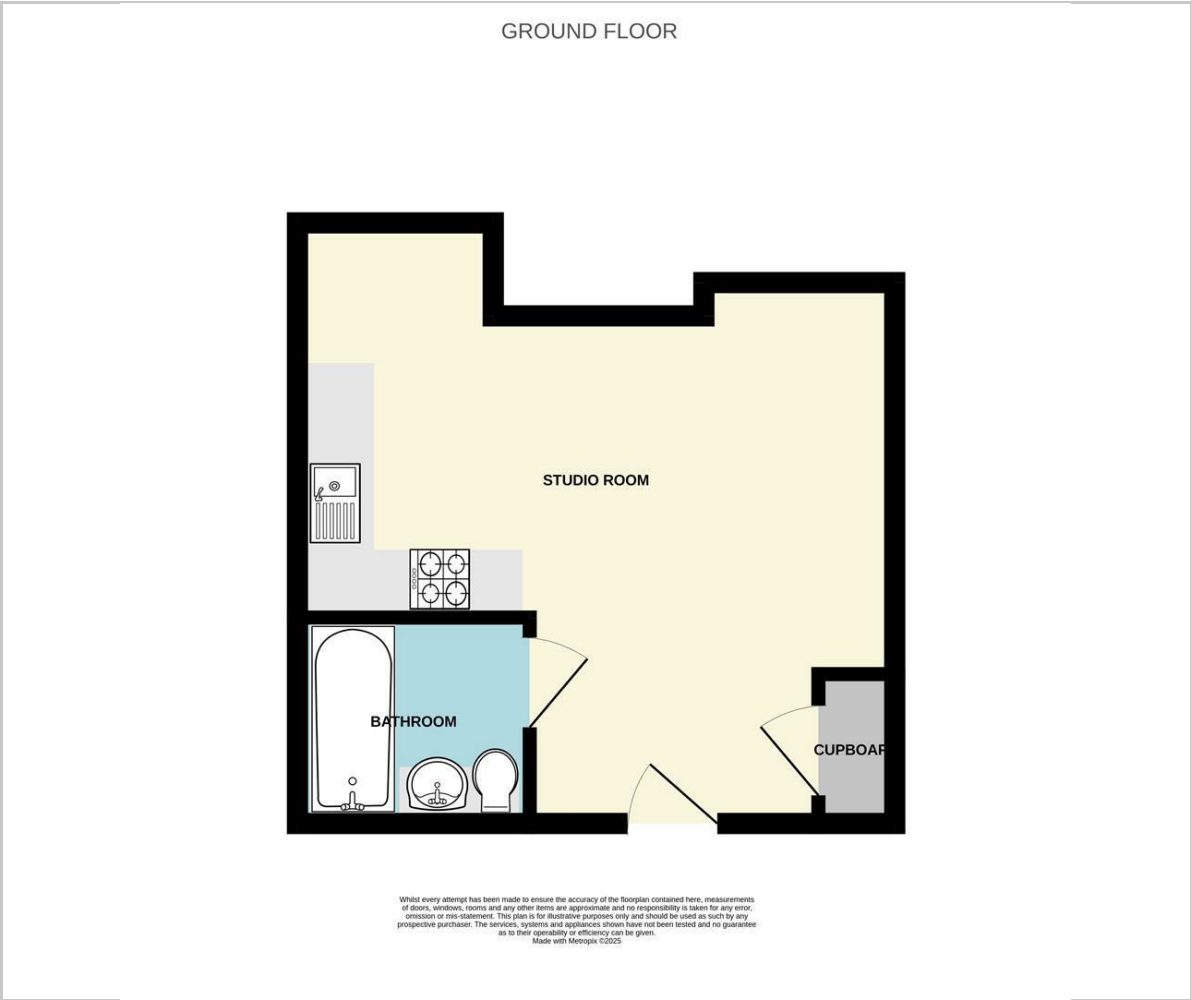 GROUND FLOOR
STUDIO ROOM
BATHROOM
CUPBOAR
Whilst every attempt has been made to ensure the accuracy of the floorplan contained here, measurements
of doors, windows, rooms and any other items are approximate and no responsibility is taken for any error,
omission or mis-statement. This plan is for illustrative purposes only and should be used as such by any
prospective purchaser. The services, systems and appliances shown have not been tested and no guarantee
as to their operability or efficiency can be given.
Made with Metropix ©2025